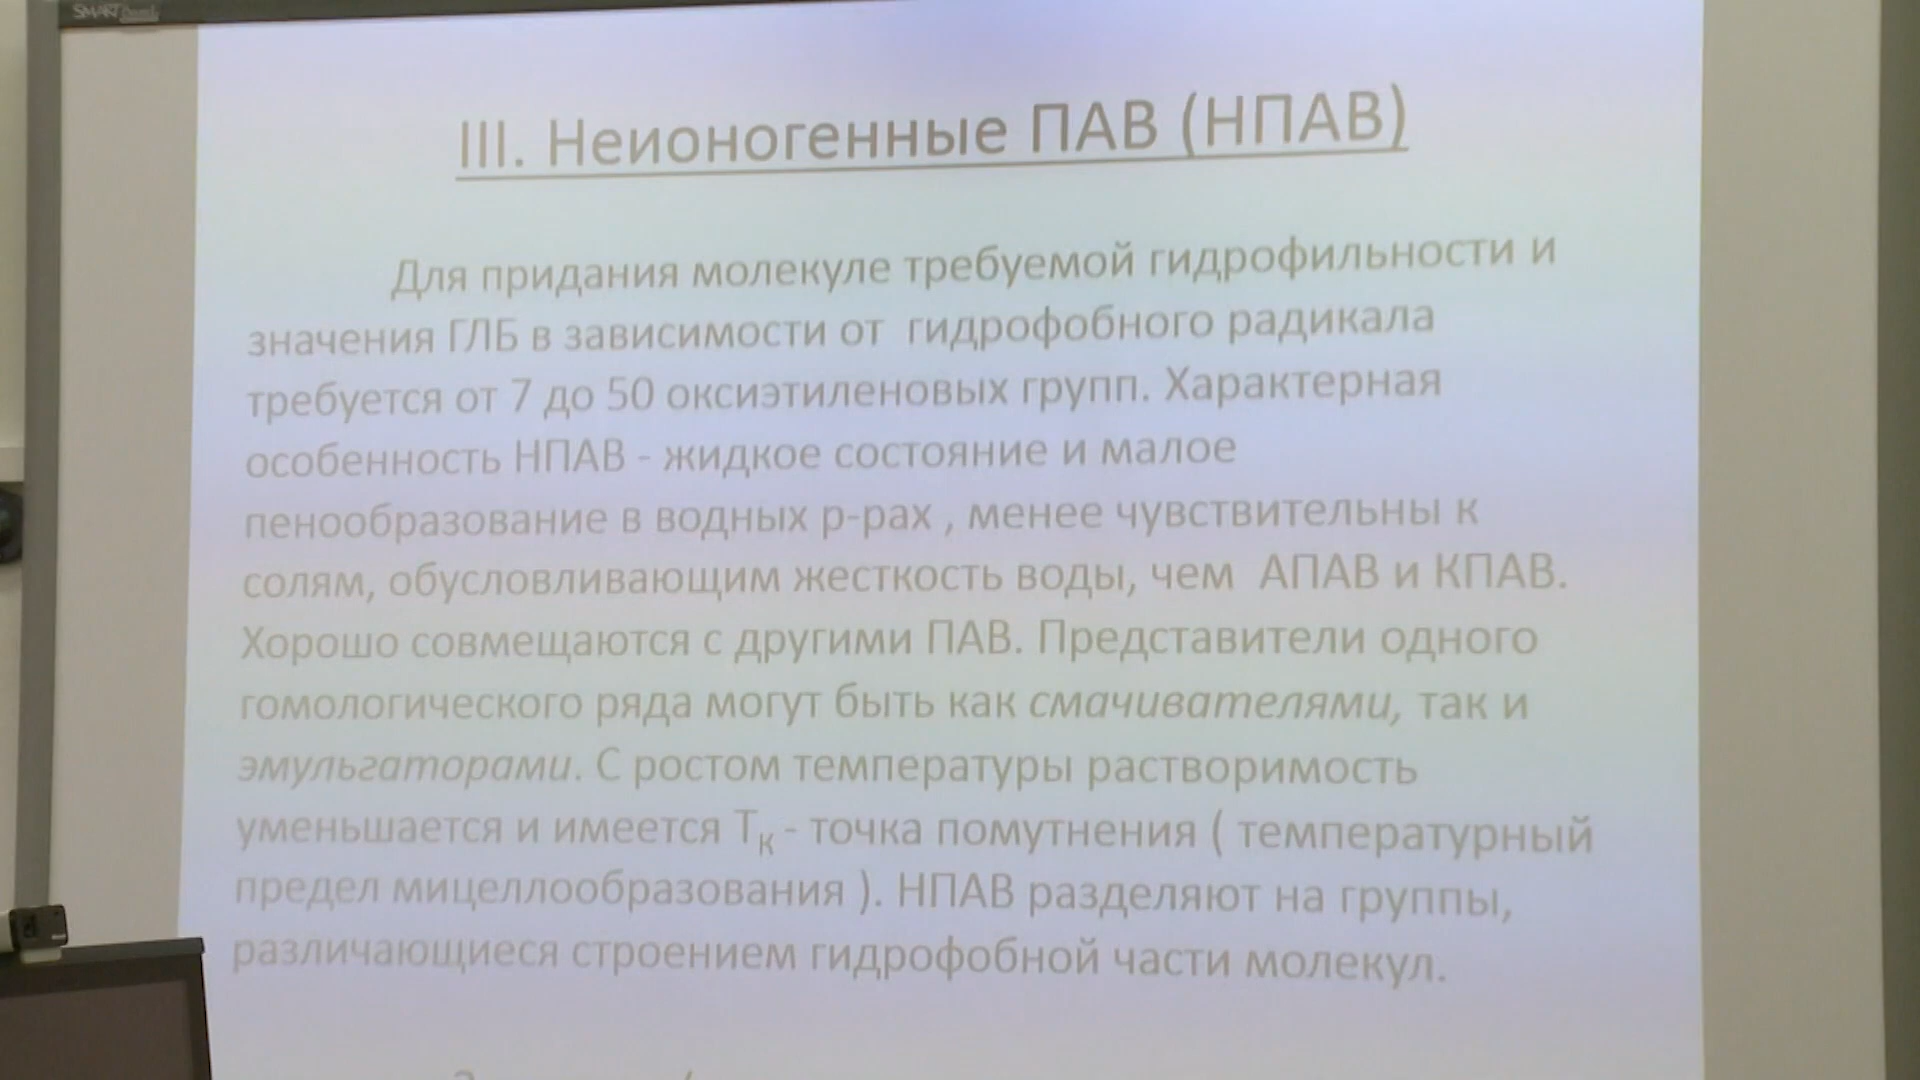 SMART Board
III. Неионогенные ПАВ (НПАВ)
Для придания молекуле требуемой гидрофильности и
значения ГЛБ в зависимости от гидрофобного радикала
требуется от 7 до 50 оксиэтиленовых групп. Характерная
особенность НПАВ - жидкое состояние и малое
пенообразование в водных р-рах , менее чувствительны к
солям, обусловливающим жесткость воды, чем АПАВ и КПАВ.
Хорошо совмещаются с другими ПАВ. Представители одного
гомологического ряда могут быть как смачивателями, так и
эмульгаторами. С ростом температуры растворимость
уменьшается и имеется Tк - точка помутнения ( температурный
предел мицеллообразования ). НПАВ разделяют на группы,
различающиеся строением гидрофобной части молекул.